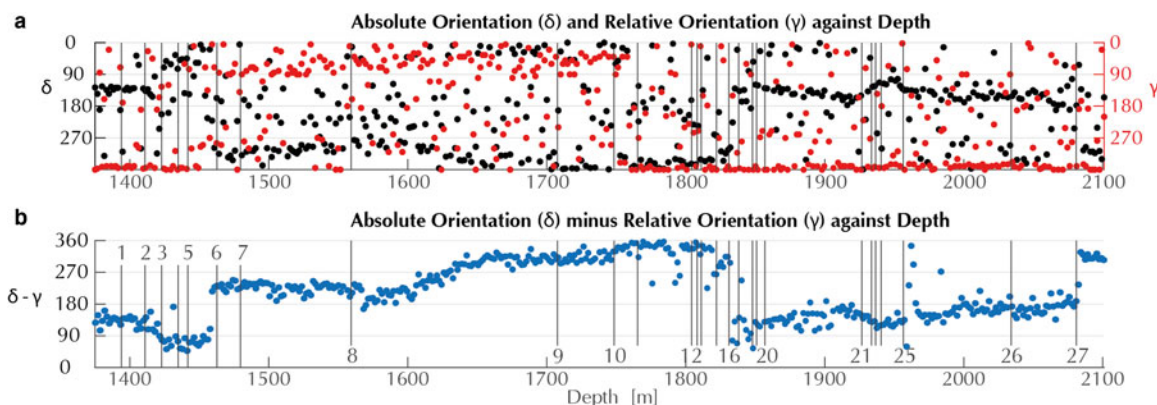 a
Absolute Orientation (δ) and Relative Orientation (γ) against Depth
0
90
180
270
δ
0
90
180
270
γ
1400 1500 1600 1700 1800 1900 2000 2100
b
Absolute Orientation (δ) minus Relative Orientation (γ) against Depth
360
270
180
90
0
δ - γ
1 2 3 5 6 7
8 9 10 12 16 20 21 25 26 27
1400 1500 1600 1700 1800 1900 2000 2100
Depth [m]